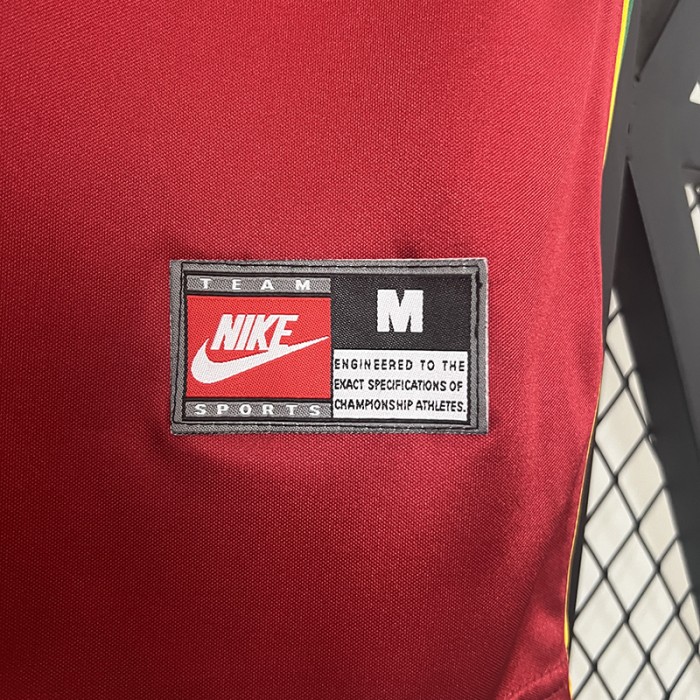 TEAM
NIKE
SPORTS
M
ENGINEERED TO THE
EXACT SPECIFICATIONS OF
CHAMPIONSHIP ATHLETES.